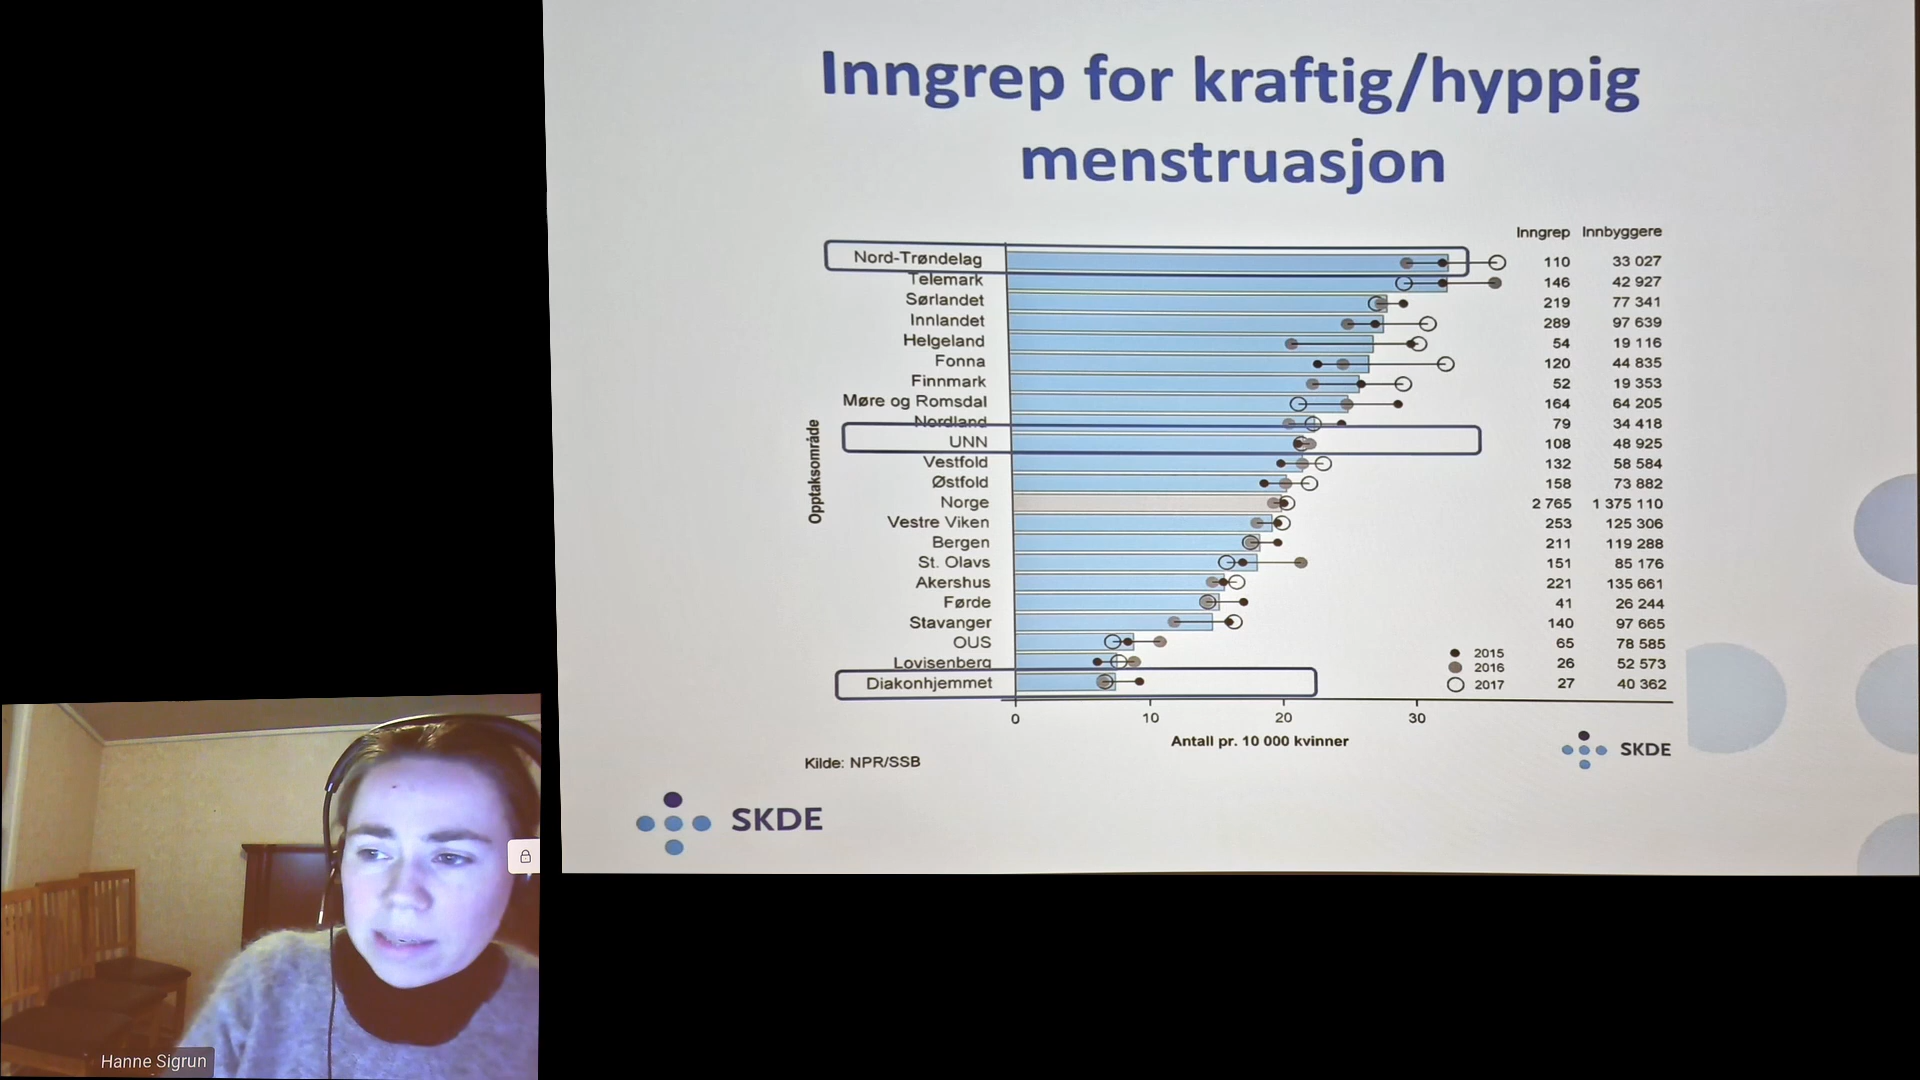 Inngrep for kraftig/hyppig
menstruasjon
Inngrep Innbyggere
Nord-Trøndelag 110 33 027
Telemark 146 42 927
Sørlandet 219 77 341
Innlandet 289 97 639
Helgeland 54 19 116
Fonna 120 44 835
Finnmark 52 19 353
Møre og Romsdal 164 64 205
Nordland 79 34 418
UNN 108 48 925
Vestfold 132 58 584
Østfold 158 73 882
Norge 2 765 1 375 110
Vestre Viken 253 125 306
Bergen 211 119 288
St. Olavs 151 85 176
Akershus 221 135 661
Førde 41 26 244
Stavanger 140 97 665
OUS 65 78 585
Lovisenberg 26 52 573
Diakonhjemmet 27 40 362
Opptaksområde
2015
2016
2017
0 10 20 30
Antall pr. 10 000 kvinner
Kilde: NPR/SSB
SKDE
SKDE
Hanne Sigrun